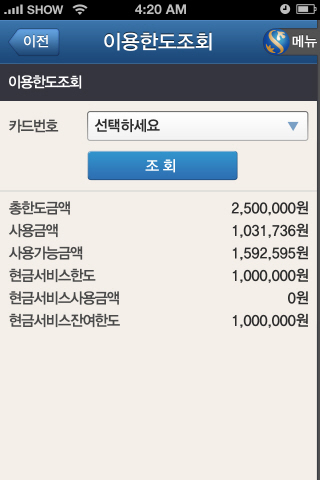 SHOW 4:20 AM
이전 이용한도조회 메뉴
이용한도조회
카드번호 선택하세요
조 회
총한도금액 2,500,000원
사용금액 1,031,736원
사용가능금액 1,592,595원
현금서비스한도 1,000,000원
현금서비스사용금액 0원
현금서비스잔여한도 1,000,000원